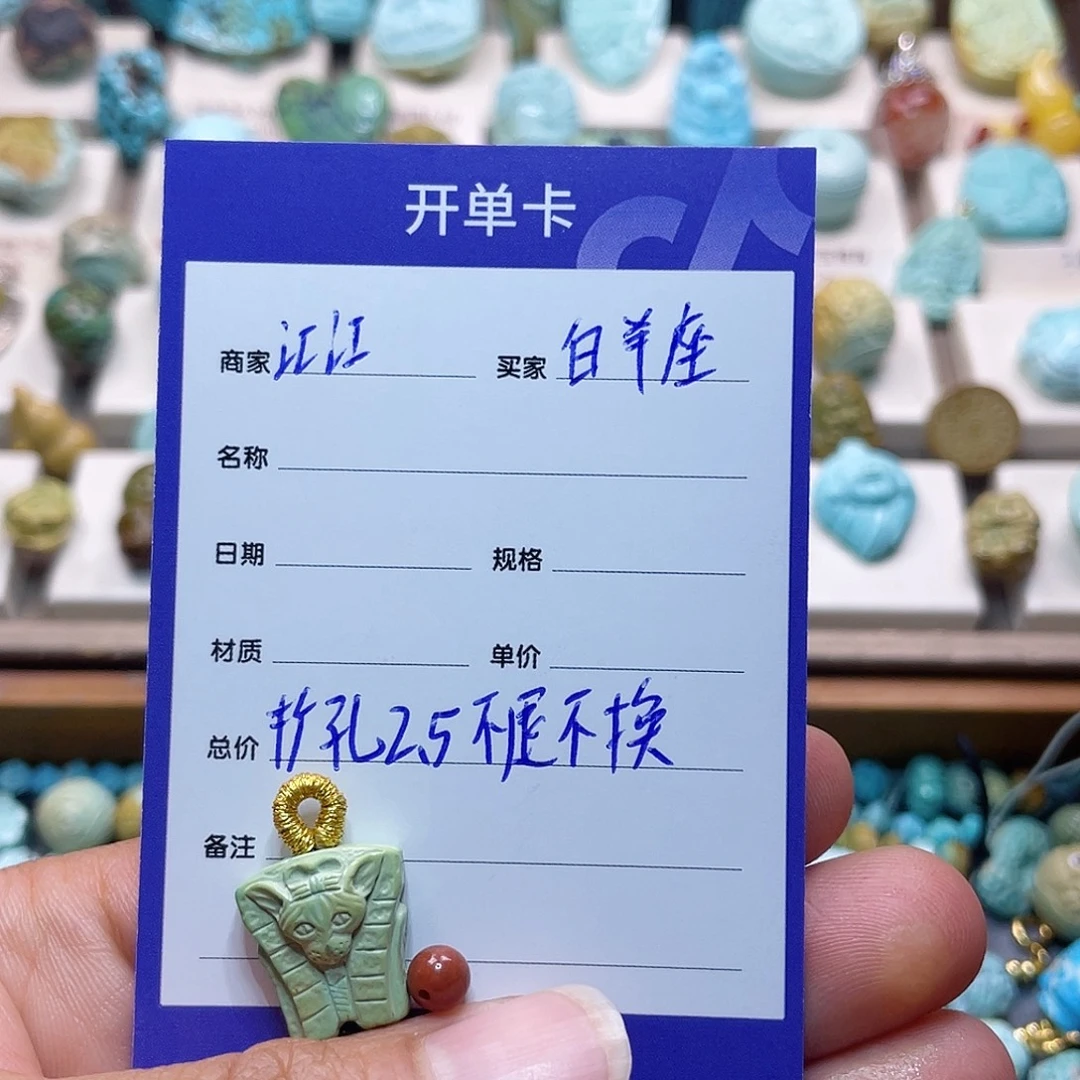 开单卡
商家 江江 买家 白羊座
名称
日期 规格
材质 单价
总价 打孔2.5不退不换
备注